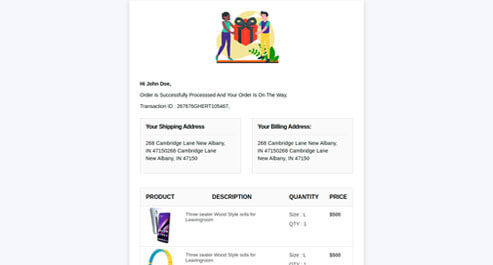 Hi John Doe,
Order Is Successfully Processsed And Your Order Is On The Way,
Transaction ID : 267676GHERT105467,
Your Shipping Address
268 Cambridge Lane New Albany,
IN 47150268 Cambridge Lane
New Albany, IN 47150
Your Billing Address:
268 Cambridge Lane New Albany,
IN 47150268 Cambridge Lane
New Albany, IN 47150
PRODUCT DESCRIPTION QUANTITY PRICE
Three seater Wood Style sofa for
Leavingroom
Size : L
QTY : 1
$500
Three seater Wood Style sofa for
Leavingroom
Size : L
QTY : 1
$500